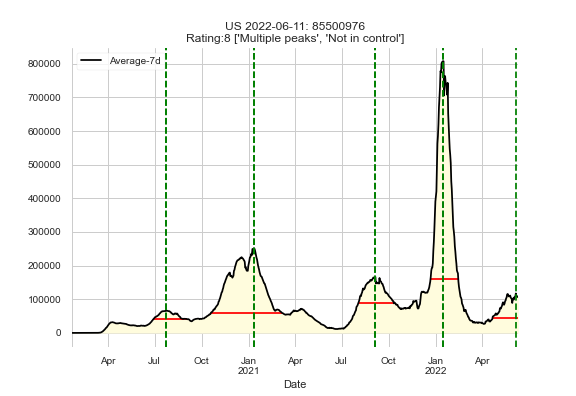 US 2022-06-11: 85500976
Rating:8 ['Multiple peaks', 'Not in control']
Average-7d
800000
700000
600000
500000
400000
300000
200000
100000
0
Apr Jul Oct Jan Apr Jul Oct Jan Apr
2021 2022
Date